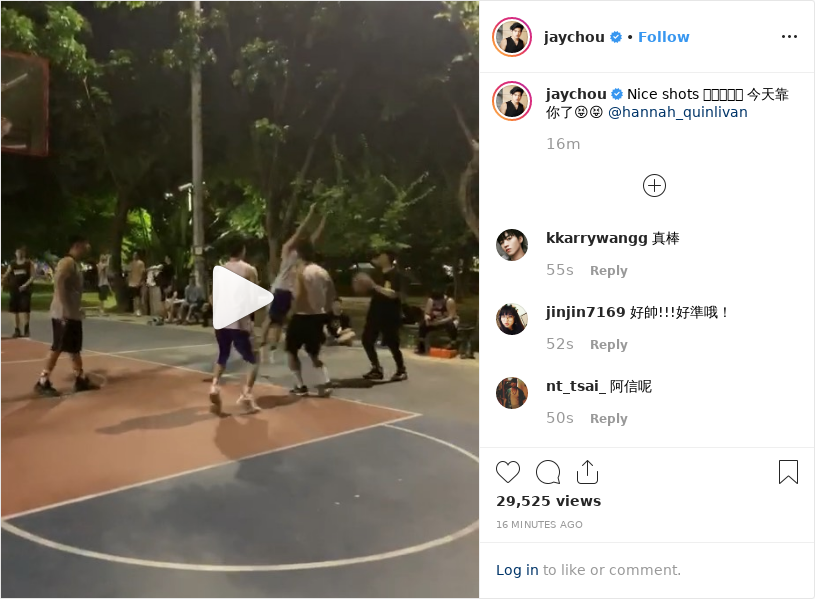 jaychou • Follow
jaychou Nice shots 今天靠
你了😜😜 @hannah_quinlivan
16m
kkarrywangg 真棒
55s Reply
jinjin7169 好帥!!!好準哦！
52s Reply
nt_tsai_ 阿信呢
50s Reply
29,525 views
16 MINUTES AGO
Log in to like or comment.